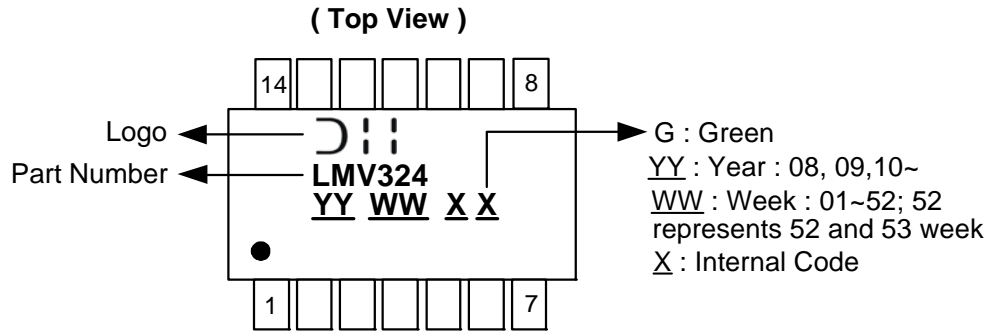 ( Top View )
14
8
Logo
Part Number
LMV324
YY WW X X
G : Green
YY : Year : 08, 09,10~
WW : Week : 01~52; 52
represents 52 and 53 week
X : Internal Code
1
7